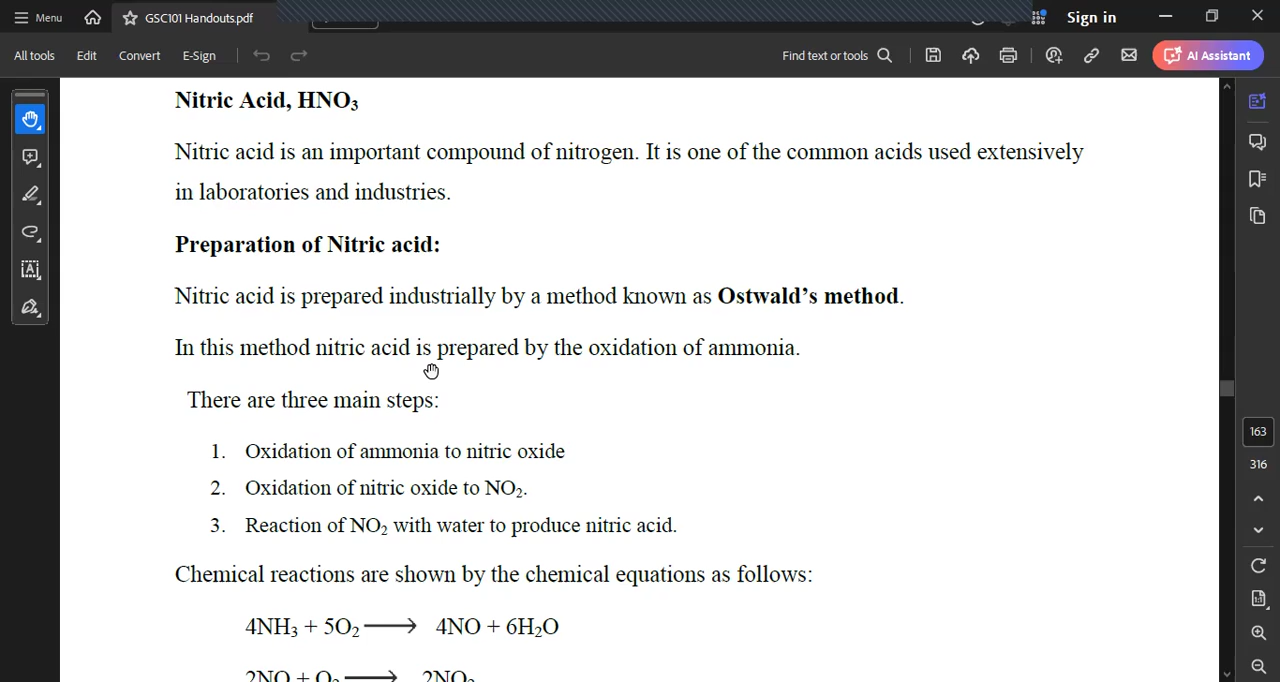 Menu
GSC101 Handouts.pdf
Sign in
All tools Edit Convert E-Sign
Find text or tools
AI Assistant
Nitric Acid, HNO₃
Nitric acid is an important compound of nitrogen. It is one of the common acids used extensively
in laboratories and industries.
Preparation of Nitric acid:
Nitric acid is prepared industrially by a method known as Ostwald’s method.
In this method nitric acid is prepared by the oxidation of ammonia.
There are three main steps:
1. Oxidation of ammonia to nitric oxide
2. Oxidation of nitric oxide to NO₂.
3. Reaction of NO₂ with water to produce nitric acid.
Chemical reactions are shown by the chemical equations as follows:
4NH₃ + 5O₂ ⟶ 4NO + 6H₂O
2NO + O₂ ⟶ 2NO₂
163
316